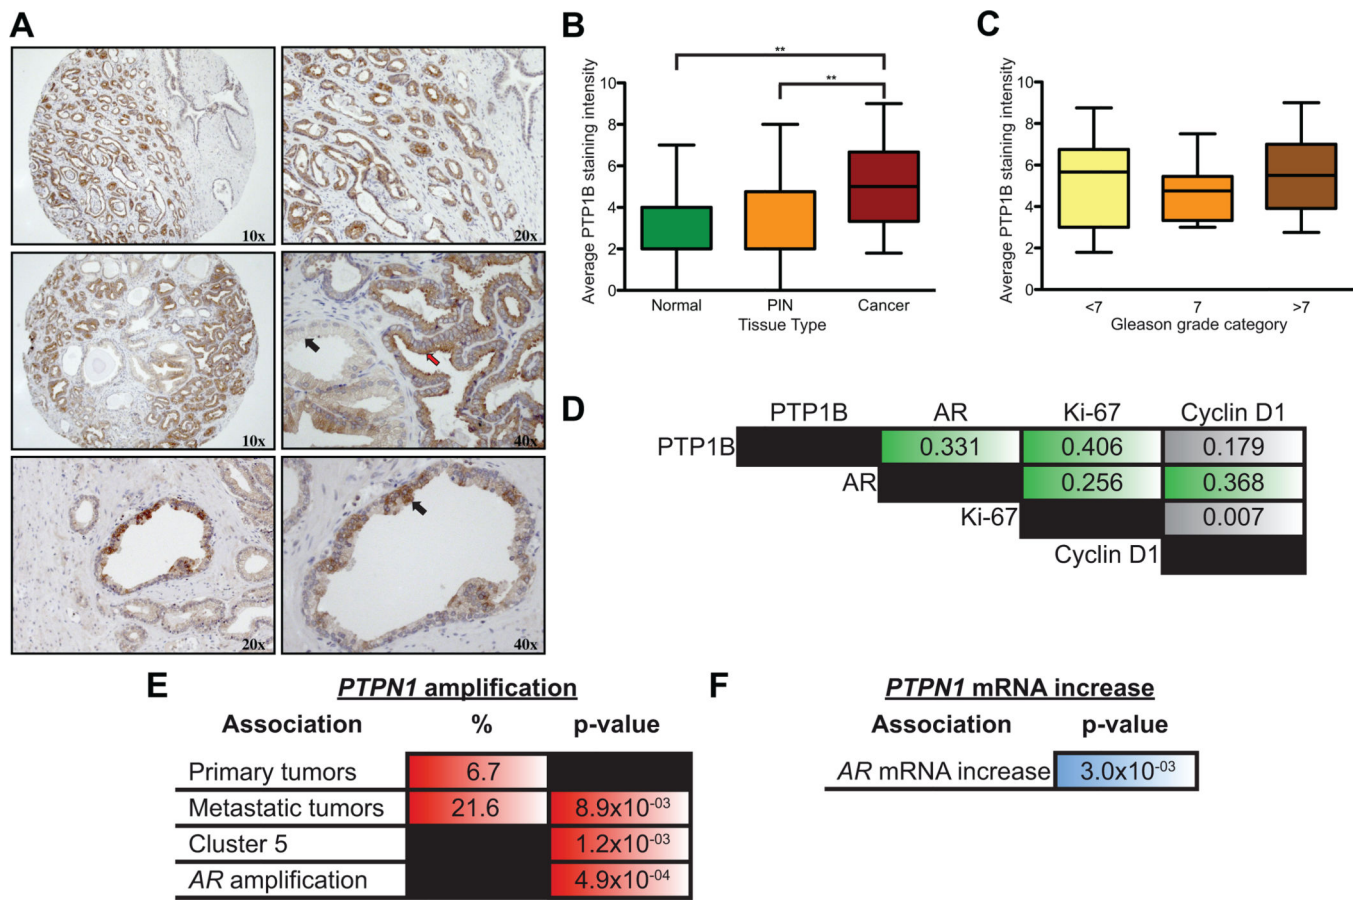 A
10x
20x
10x
40x
20x
40x
B
**
**
Average PTP1B staining intensity
10
8
6
4
2
0
Normal PIN Cancer
Tissue Type
C
Average PTP1B staining intensity
10
8
6
4
2
0
<7 7 >7
Gleason grade category
D
PTP1B AR Ki-67 Cyclin D1
PTP1B 0.331 0.406 0.179
AR 0.256 0.368
Ki-67 0.007
Cyclin D1
E
PTPN1 amplification
Association % p-value
Primary tumors 6.7
Metastatic tumors 21.6 8.9x10⁻⁰³
Cluster 5 1.2x10⁻⁰³
AR amplification 4.9x10⁻⁰⁴
F
PTPN1 mRNA increase
Association p-value
AR mRNA increase 3.0x10⁻⁰³